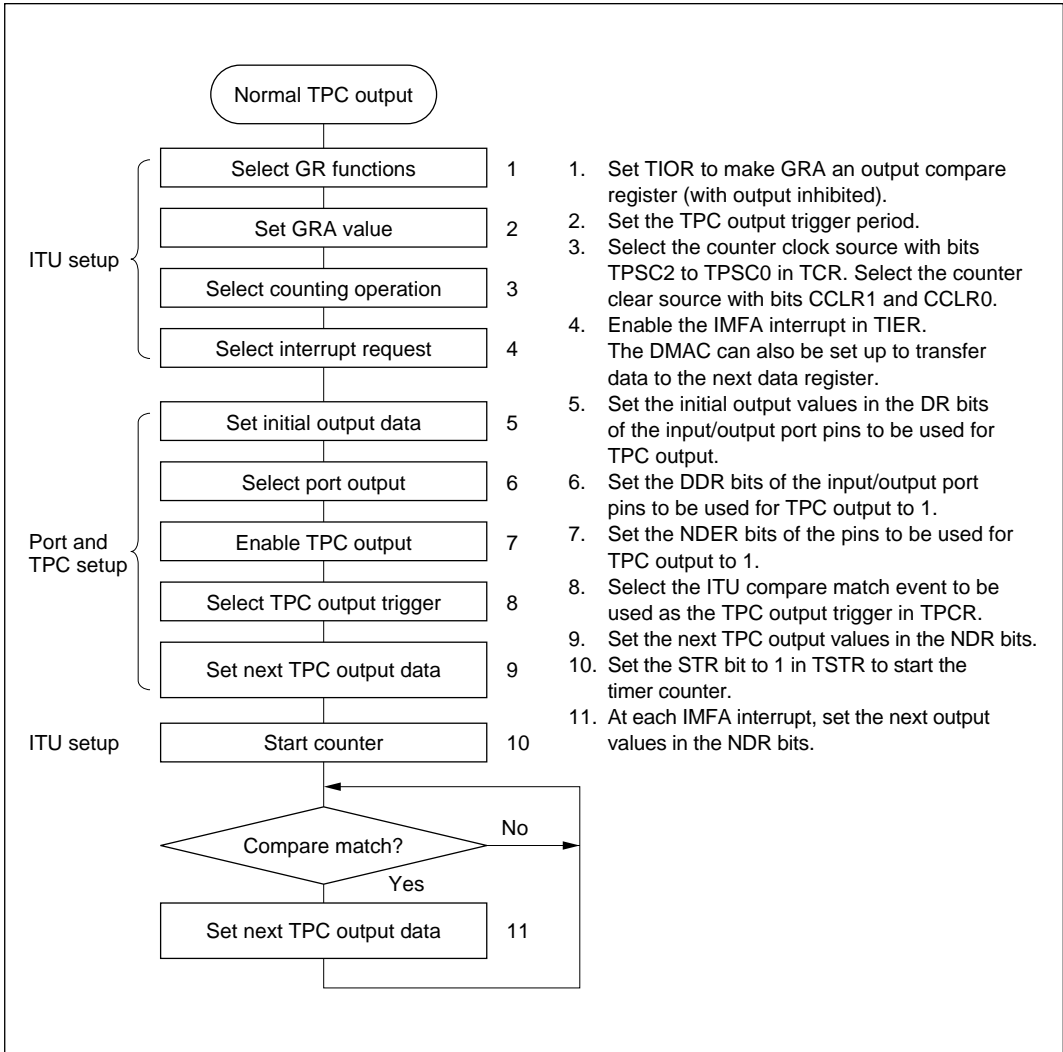 Normal TPC output
Select GR functions 1
Set GRA value 2
ITU setup
Select counting operation 3
Select interrupt request 4
Set initial output data 5
Select port output 6
Port and
TPC setup
Enable TPC output 7
Select TPC output trigger 8
Set next TPC output data 9
ITU setup
Start counter 10
Compare match?
No
Yes
Set next TPC output data 11
1. Set TIOR to make GRA an output compare
register (with output inhibited).
2. Set the TPC output trigger period.
3. Select the counter clock source with bits
TPSC2 to TPSC0 in TCR. Select the counter
clear source with bits CCLR1 and CCLR0.
4. Enable the IMFA interrupt in TIER.
The DMAC can also be set up to transfer
data to the next data register.
5. Set the initial output values in the DR bits
of the input/output port pins to be used for
TPC output.
6. Set the DDR bits of the input/output port
pins to be used for TPC output to 1.
7. Set the NDER bits of the pins to be used for
TPC output to 1.
8. Select the ITU compare match event to be
used as the TPC output trigger in TPCR.
9. Set the next TPC output values in the NDR bits.
10. Set the STR bit to 1 in TSTR to start the
timer counter.
11. At each IMFA interrupt, set the next output
values in the NDR bits.